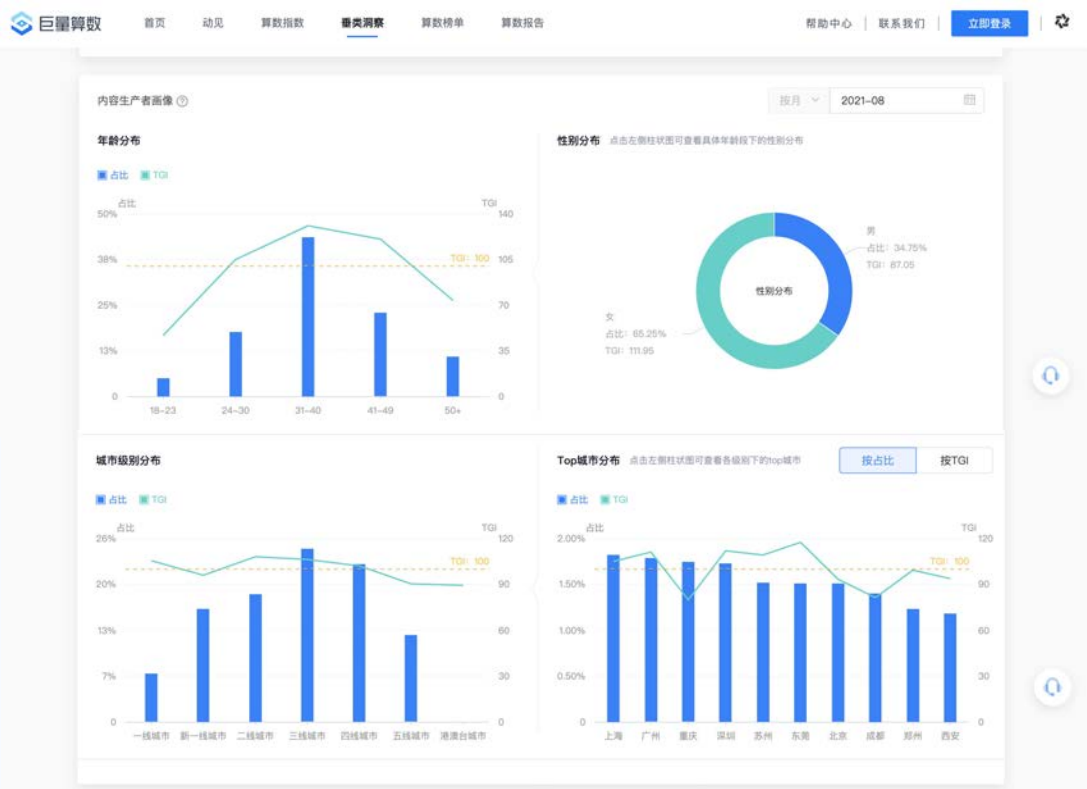 巨量算数 首页 动见 算数指数 垂类洞察 算数榜单 算数报告 帮助中心 联系我们 立即登录
内容生产者画像 按月 2021-08
年龄分布
占比 TGI
占比 TGI
50% 140
38% TGI: 100 105
25% 70
13% 35
0 0
18-23 24-30 31-40 41-49 50+
性别分布 点击左侧柱状图可查看具体年龄段下的性别分布
男
占比: 34.75%
TGI: 87.05
性别分布
女
占比: 65.25%
TGI: 111.95
城市级别分布
占比 TGI
占比 TGI
26% 120
TGI: 100
20% 90
13% 60
7% 30
0 0
一线城市 新一线城市 二线城市 三线城市 四线城市 五线城市 港澳台城市
Top城市分布 点击左侧柱状图可查看各级别下的top城市 按占比 按TGI
占比 TGI
占比 TGI
2.00% 120
TGI: 100
1.50% 90
1.00% 60
0.50% 30
0 0
上海 广州 重庆 深圳 苏州 东莞 北京 成都 郑州 西安